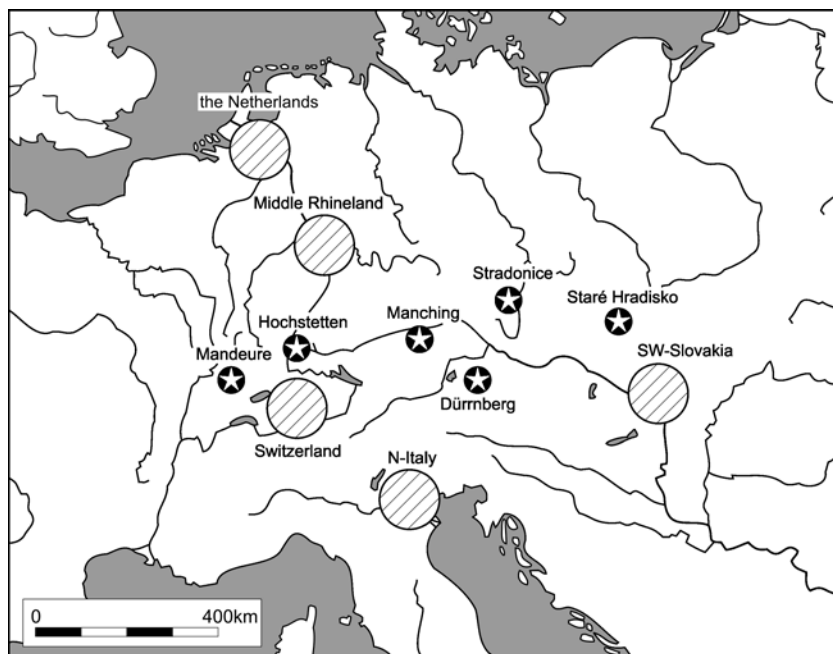 the Netherlands
Middle Rhineland
Stradonice
Staré Hradisko
Manching
Hochstetten
Mandeure
SW-Slovakia
Dürrnberg
Switzerland
N-Italy
0 400km